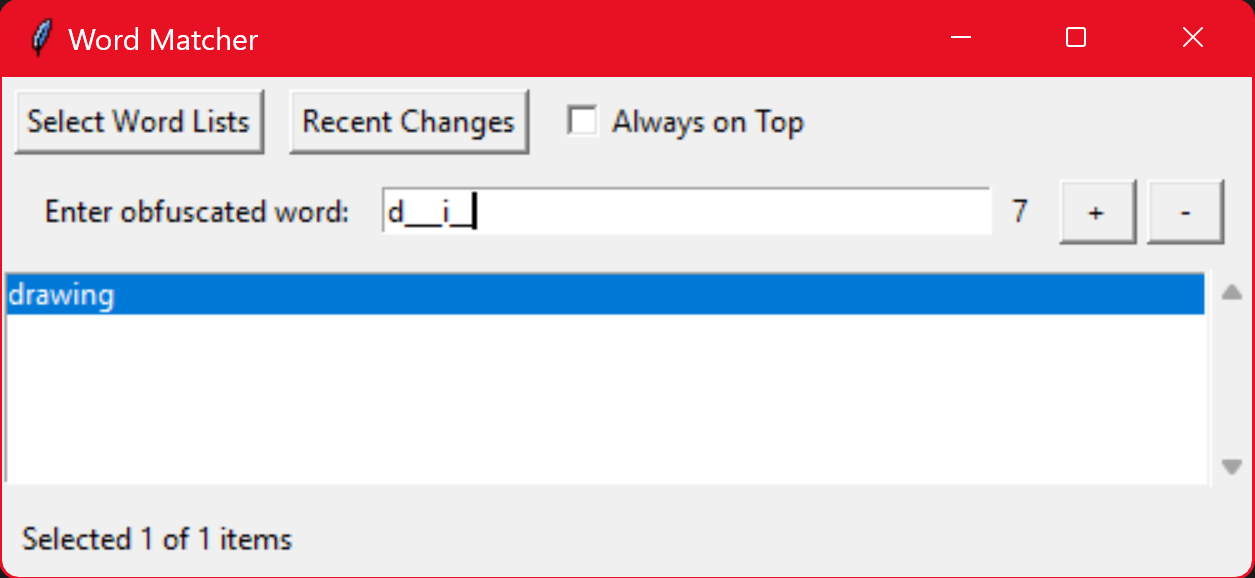 Word Matcher
Select Word Lists Recent Changes Always on Top
Enter obfuscated word: d___i__ 7 + -
drawing
Selected 1 of 1 items